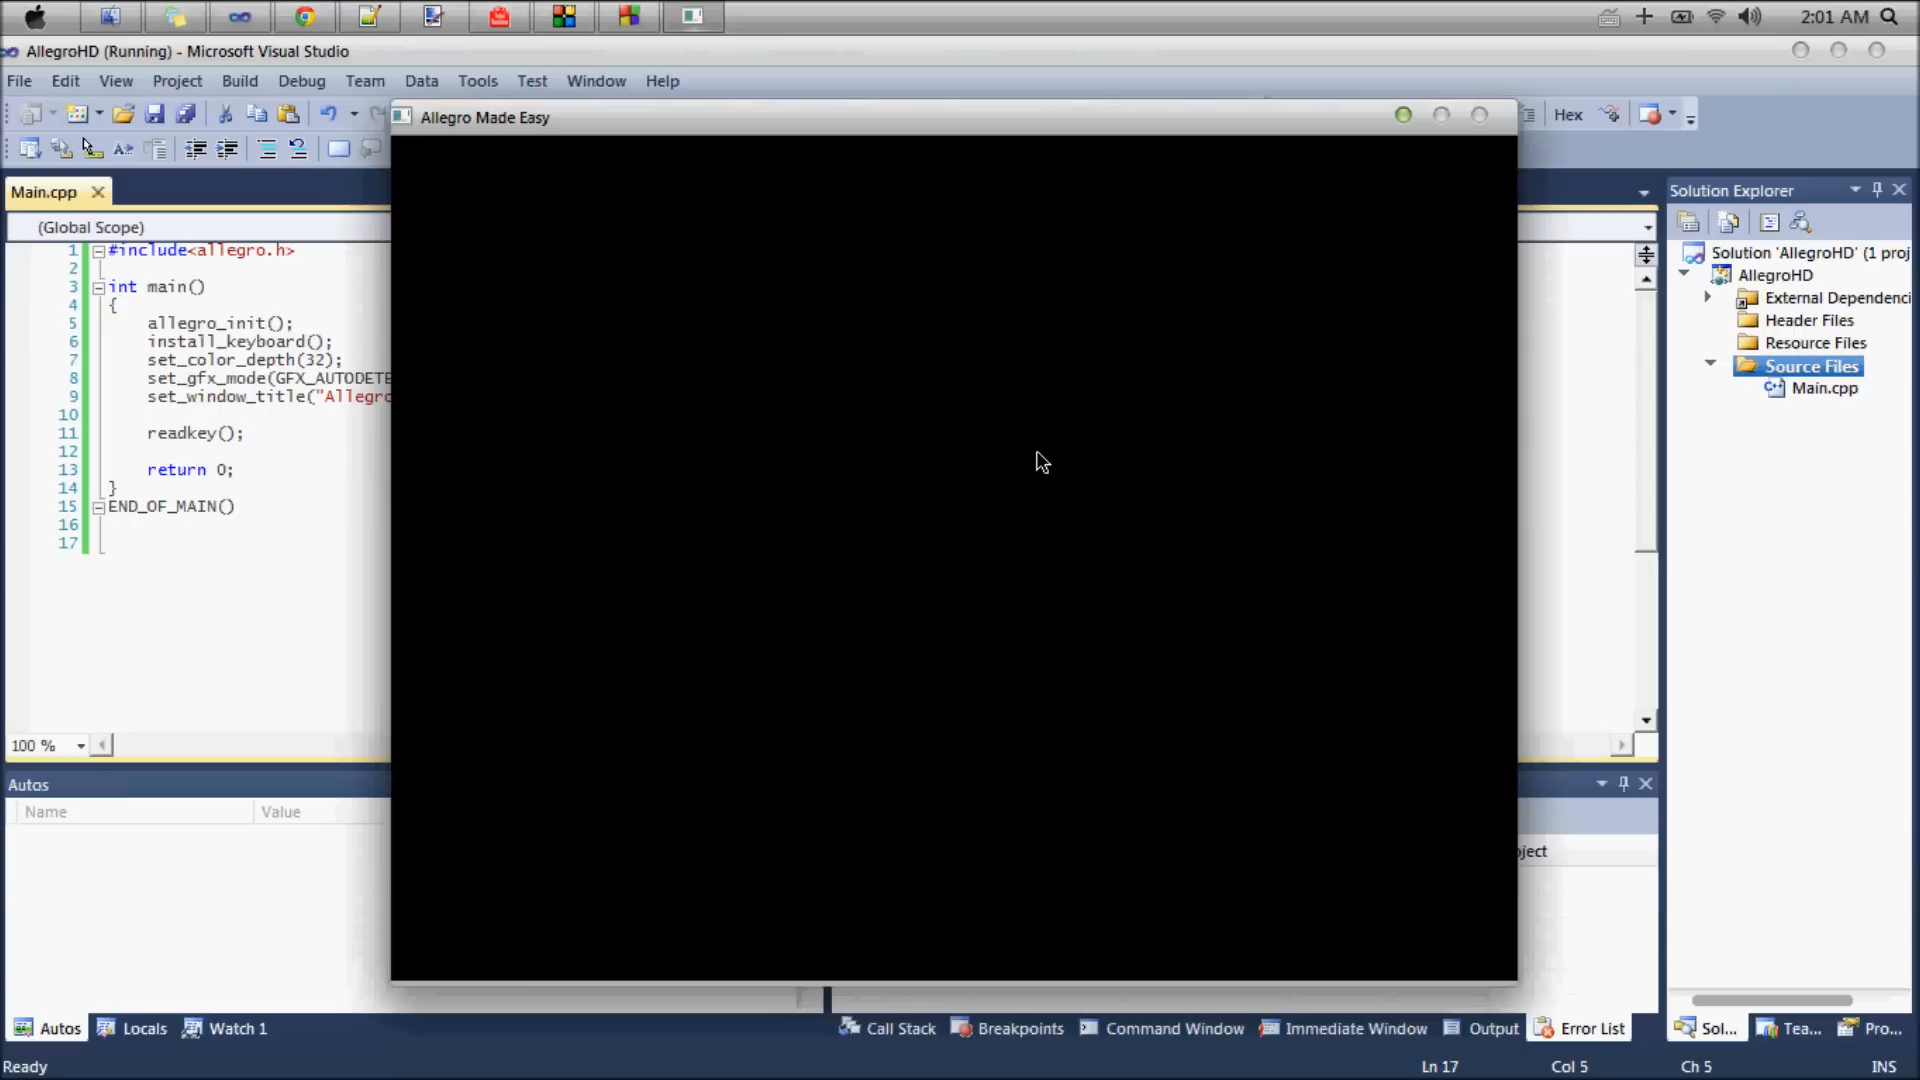 2:01 AM
AllegroHD (Running) - Microsoft Visual Studio
File Edit View Project Build Debug Team Data Tools Test Window Help
Allegro Made Easy
Hex
Main.cpp
(Global Scope)
1 #include<allegro.h>
2
3 int main()
4 {
5 allegro_init();
6 install_keyboard();
7 set_color_depth(32);
8 set_gfx_mode(GFX_AUTODETE
9 set_window_title("Allegro
10
11 readkey();
12
13 return 0;
14 }
15 END_OF_MAIN()
16
17
100 %
Solution Explorer
Solution 'AllegroHD' (1 proj
AllegroHD
External Dependenci
Header Files
Resource Files
Source Files
Main.cpp
Autos
Name Value
oject
Autos Locals Watch 1
Call Stack Breakpoints Command Window Immediate Window Output Error List
Sol... Tea... Pro...
Ready Ln 17 Col 5 Ch 5 INS